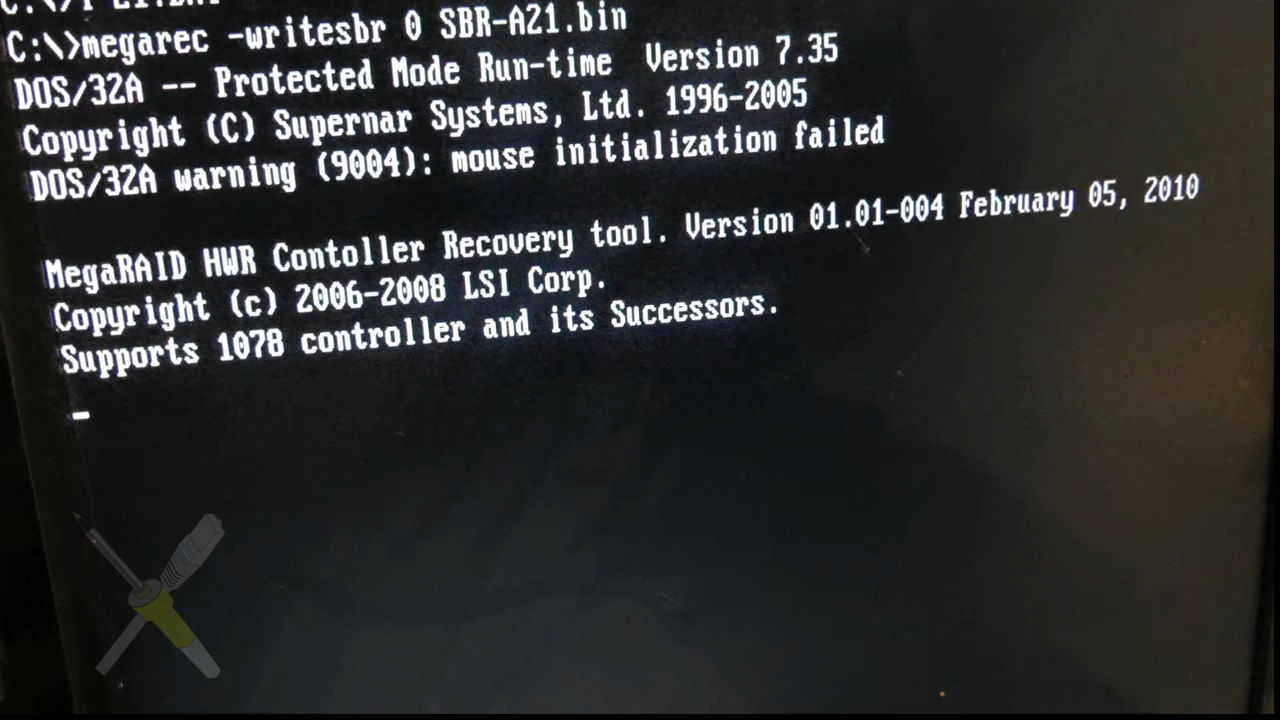 C:\>megarec -writesbr 0 SBR-A21.bin
DOS/32A -- Protected Mode Run-time Version 7.35
Copyright (C) Supernar Systems, Ltd. 1996-2005
DOS/32A warning (9004): mouse initialization failed
MegaRAID HWR Contoller Recovery tool. Version 01.01-004 February 05, 2010
Copyright (c) 2006-2008 LSI Corp.
Supports 1078 controller and its Successors.